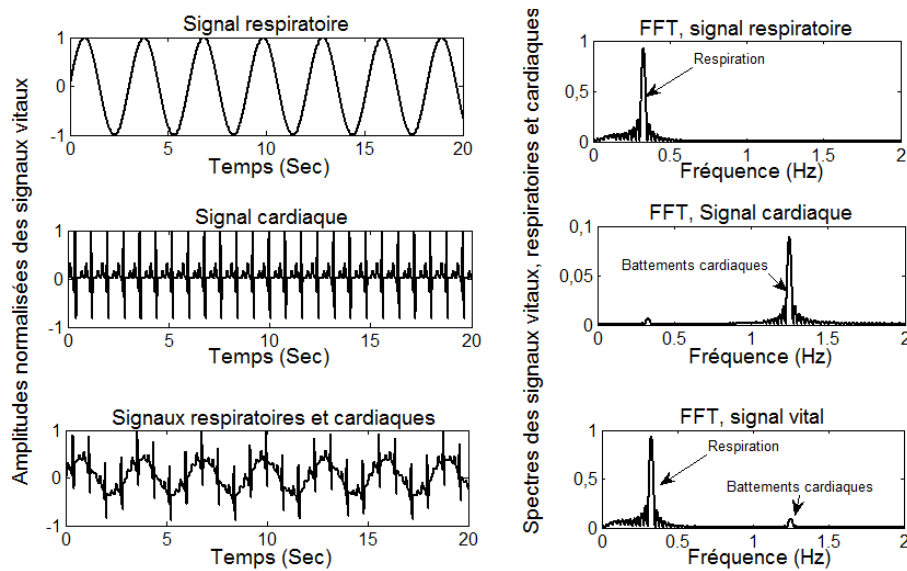 Amplitudes normalisées des signaux vitaux
Signal respiratoire
1
0
-1
0 5 10 15 20
Temps (Sec)
Signal cardiaque
1
0
-1
0 5 10 15 20
Temps (Sec)
Signaux respiratoires et cardiaques
1
0
-1
0 5 10 15 20
Temps (Sec)
Spectres des signaux vitaux, respiratoires et cardiaques
FFT, signal respiratoire
1
Respiration
0,5
0
0 0.5 1 1.5 2
Fréquence (Hz)
FFT, Signal cardiaque
0,1
Battements cardiaques
0,05
0
0 0.5 1 1.5 2
Fréquence (Hz)
FFT, signal vital
1
Respiration
0.5
Battements cardiaques
0
0 0.5 1 1.5 2
Fréquence (Hz)